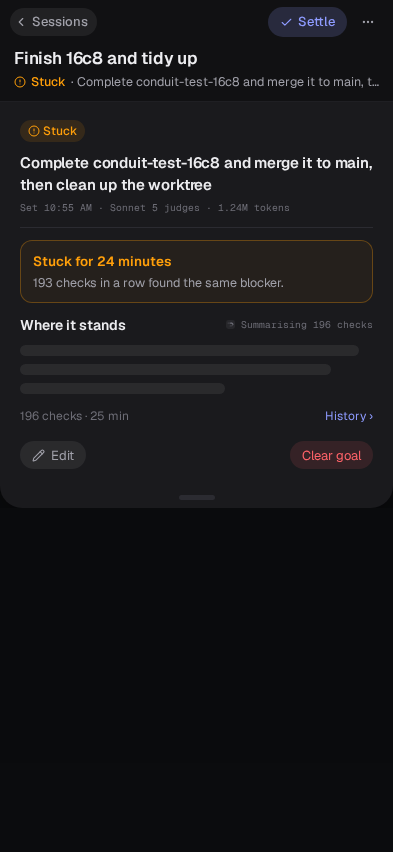 Sessions
Settle
Finish 16c8 and tidy up
Stuck · Complete conduit-test-16c8 and merge it to main, t…
Stuck
Complete conduit-test-16c8 and merge it to main,
then clean up the worktree
Set 10:55 AM · Sonnet 5 judges · 1.24M tokens
Stuck for 24 minutes
193 checks in a row found the same blocker.
Where it stands
Summarising 196 checks
196 checks · 25 min
History ›
Edit
Clear goal